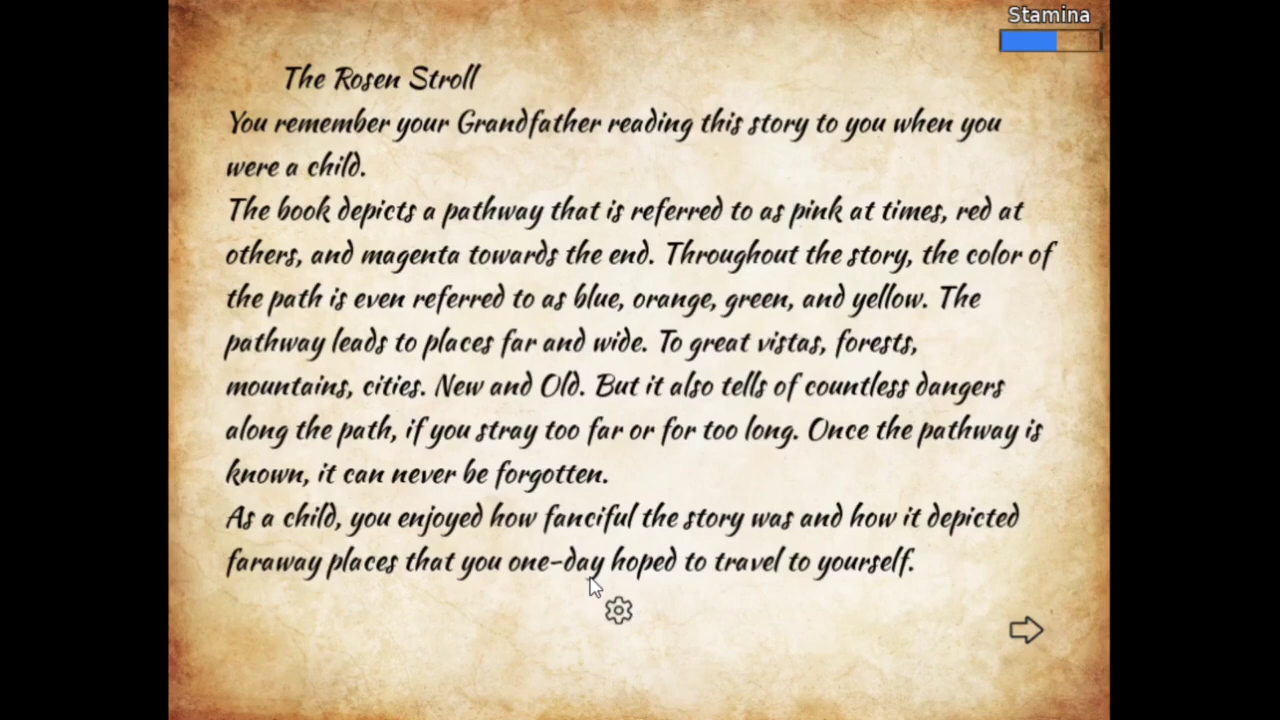 Stamina
The Rosen Stroll
You remember your Grandfather reading this story to you when you
were a child.
The book depicts a pathway that is referred to as pink at times, red at
others, and magenta towards the end. Throughout the story, the color of
the path is even referred to as blue, orange, green, and yellow. The
pathway leads to places far and wide. To great vistas, forests,
mountains, cities. New and Old. But it also tells of countless dangers
along the path, if you stray too far or for too long. Once the pathway is
known, it can never be forgotten.
As a child, you enjoyed how fanciful the story was and how it depicted
faraway places that you one-day hoped to travel to yourself.